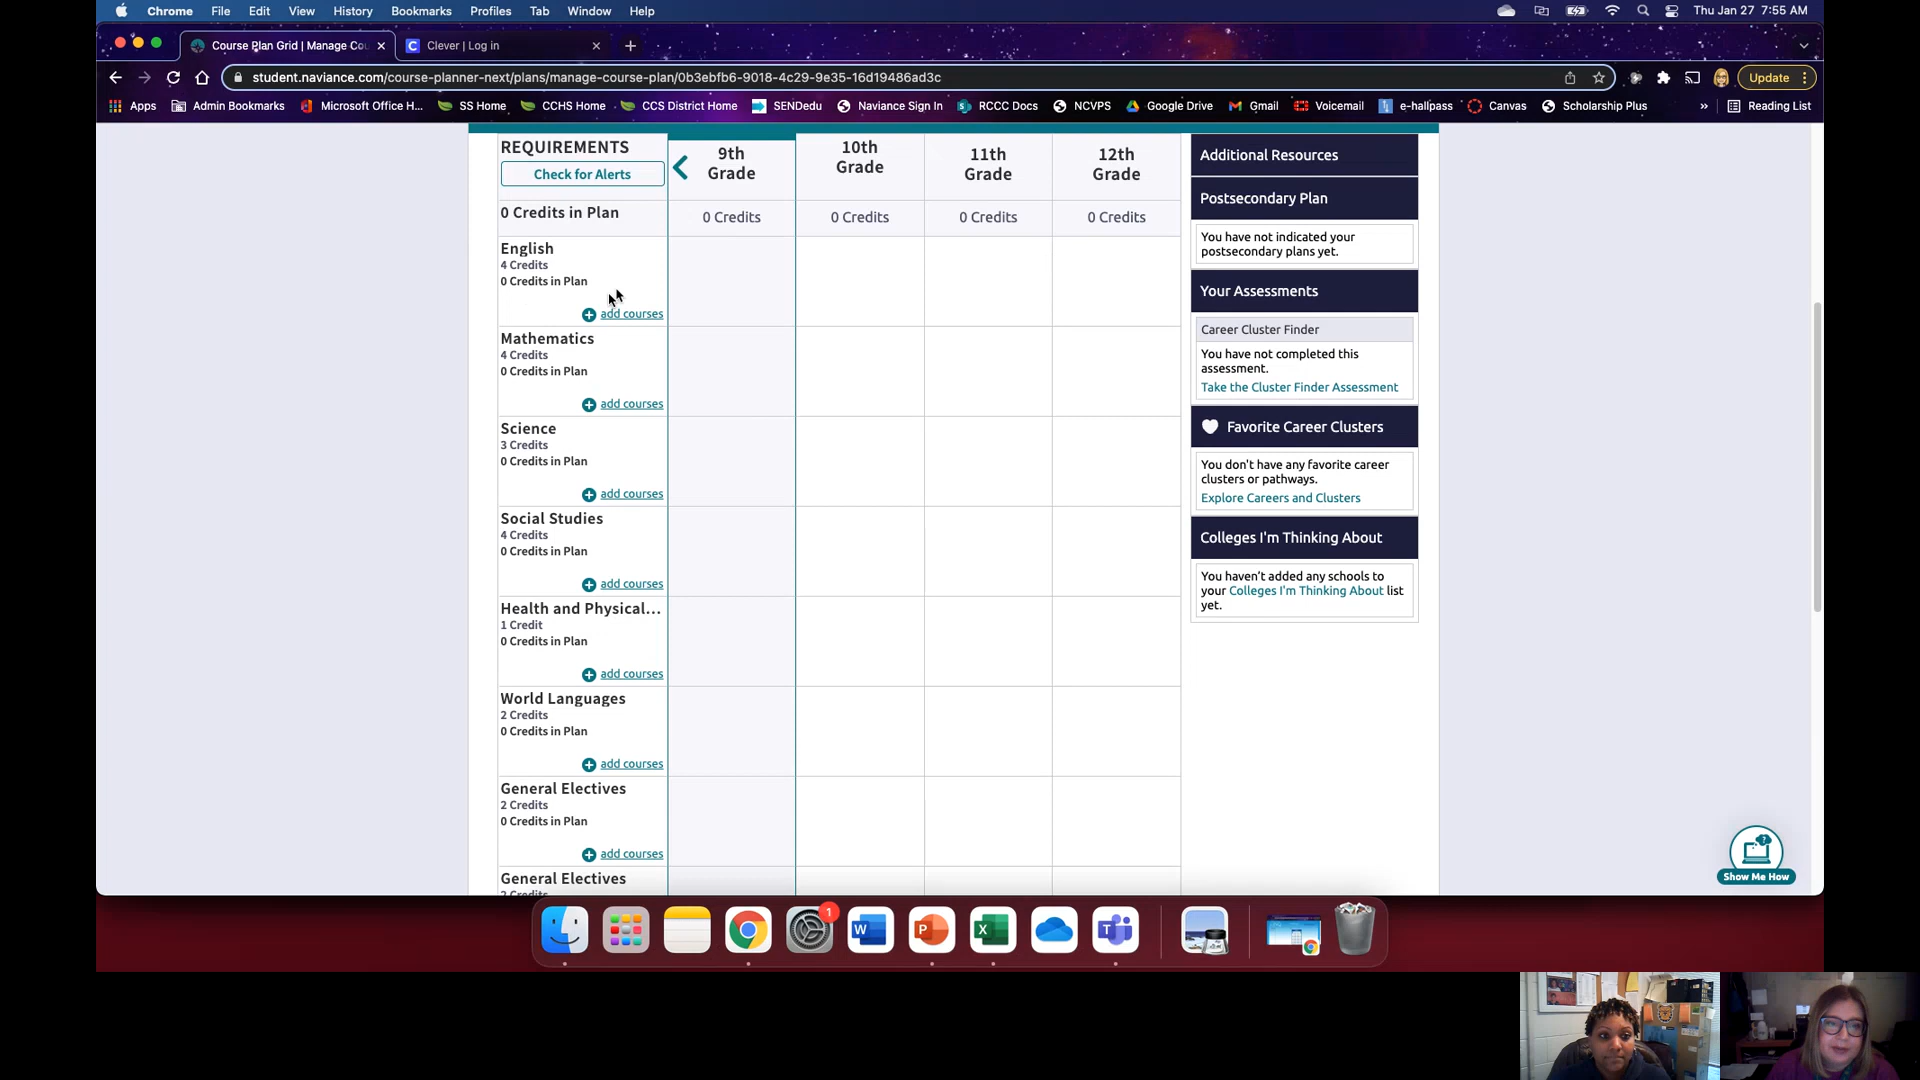 Chrome File Edit View History Bookmarks Profiles Tab Window Help Thu Jan 27 7:55 AM
Course Plan Grid | Manage Cou Clever | Log in
student.naviance.com/course-planner-next/plans/manage-course-plan/0b3ebfb6-9018-4c29-9e35-16d19486ad3c Update
Apps Admin Bookmarks Microsoft Office H... SS Home CCHS Home CCS District Home SENDedu Naviance Sign In RCCC Docs NCVPS Google Drive Gmail Voicemail e-hallpass Canvas Scholarship Plus » Reading List
REQUIREMENTS
Check for Alerts
9th
Grade
10th
Grade
11th
Grade
12th
Grade
0 Credits in Plan
0 Credits
0 Credits
0 Credits
0 Credits
English
4 Credits
0 Credits in Plan
add courses
Mathematics
4 Credits
0 Credits in Plan
add courses
Science
3 Credits
0 Credits in Plan
add courses
Social Studies
4 Credits
0 Credits in Plan
add courses
Health and Physical...
1 Credit
0 Credits in Plan
add courses
World Languages
2 Credits
0 Credits in Plan
add courses
General Electives
2 Credits
0 Credits in Plan
add courses
General Electives
Additional Resources
Postsecondary Plan
You have not indicated your
postsecondary plans yet.
Your Assessments
Career Cluster Finder
You have not completed this
assessment.
Take the Cluster Finder Assessment
Favorite Career Clusters
You don't have any favorite career
clusters or pathways.
Explore Careers and Clusters
Colleges I'm Thinking About
You haven't added any schools to
your Colleges I'm Thinking About list
yet.
Show Me How
1